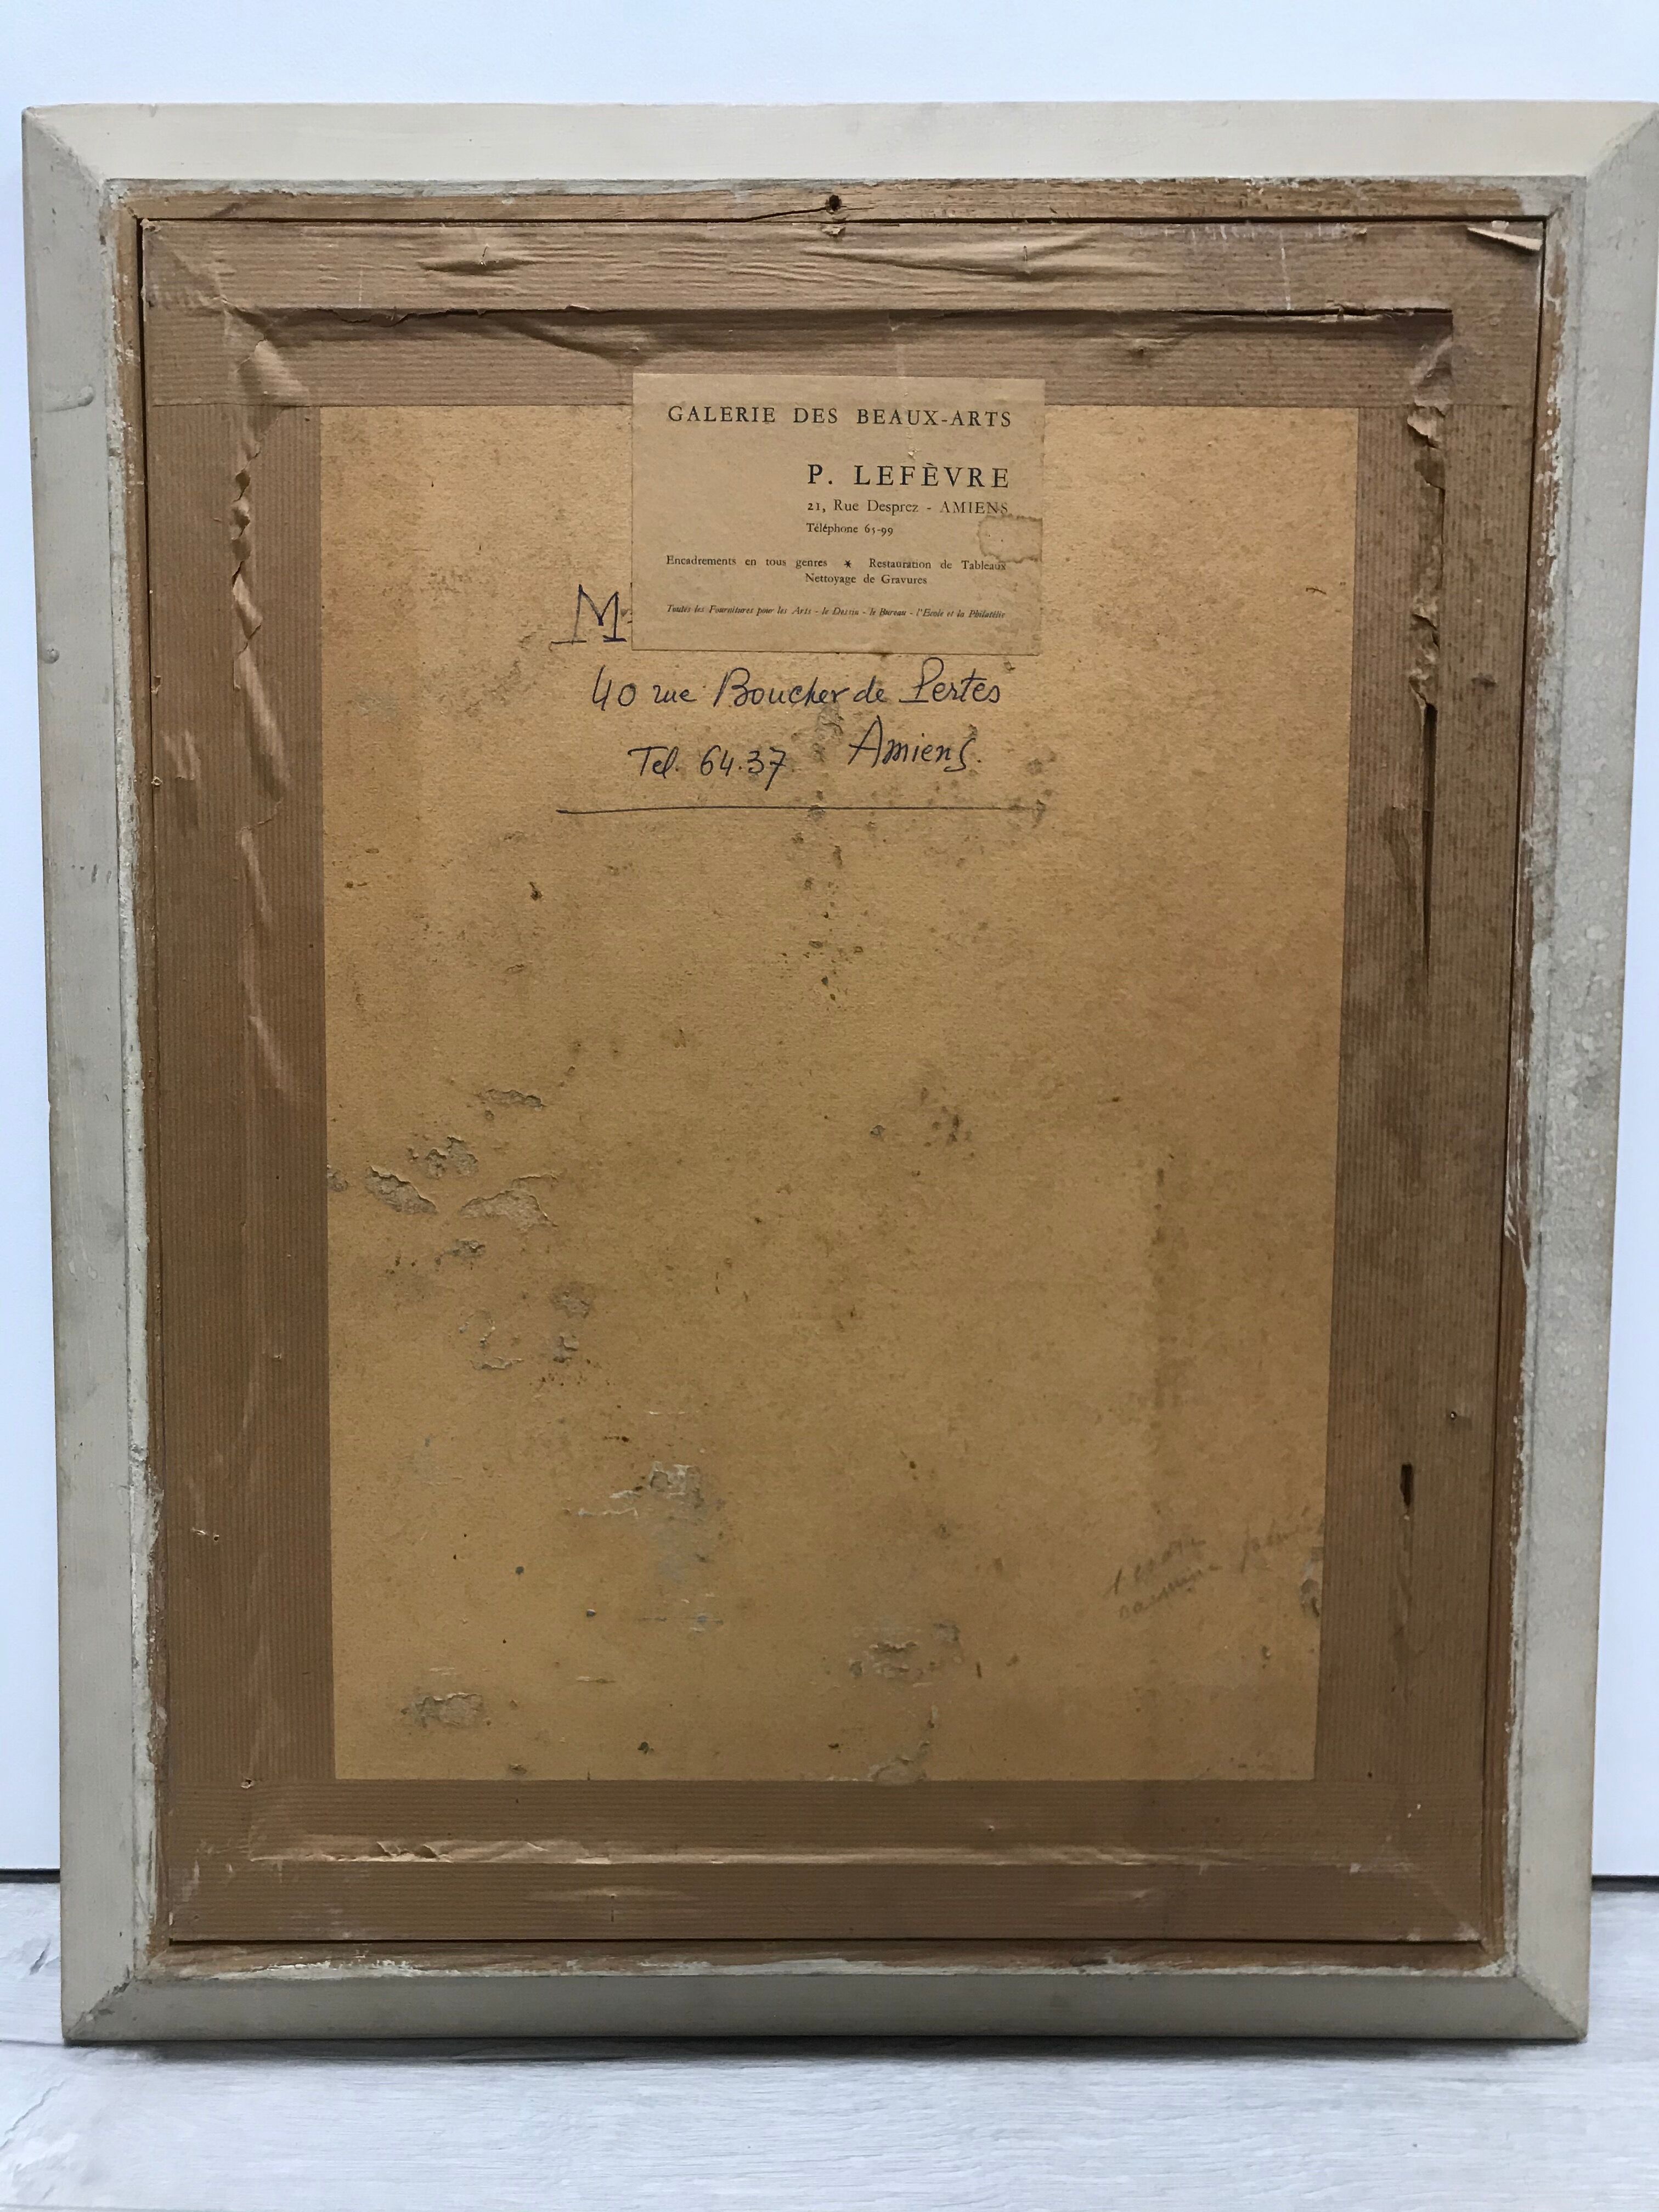 GALERIE DES BEAUX-ARTS
P. LEFÈVRE
21, Rue Desprez - AMIENS
Téléphone 65-99
Encadrements en tous genres * Restauration de Tableaux
Nettoyage de Gravures
Toutes les Fournitures pour les Arts - le Dessin - le Bureau - l'Ecole et la Philatélie
M
40 rue Boucher de Pertes
Tel. 64.37 Amiens.